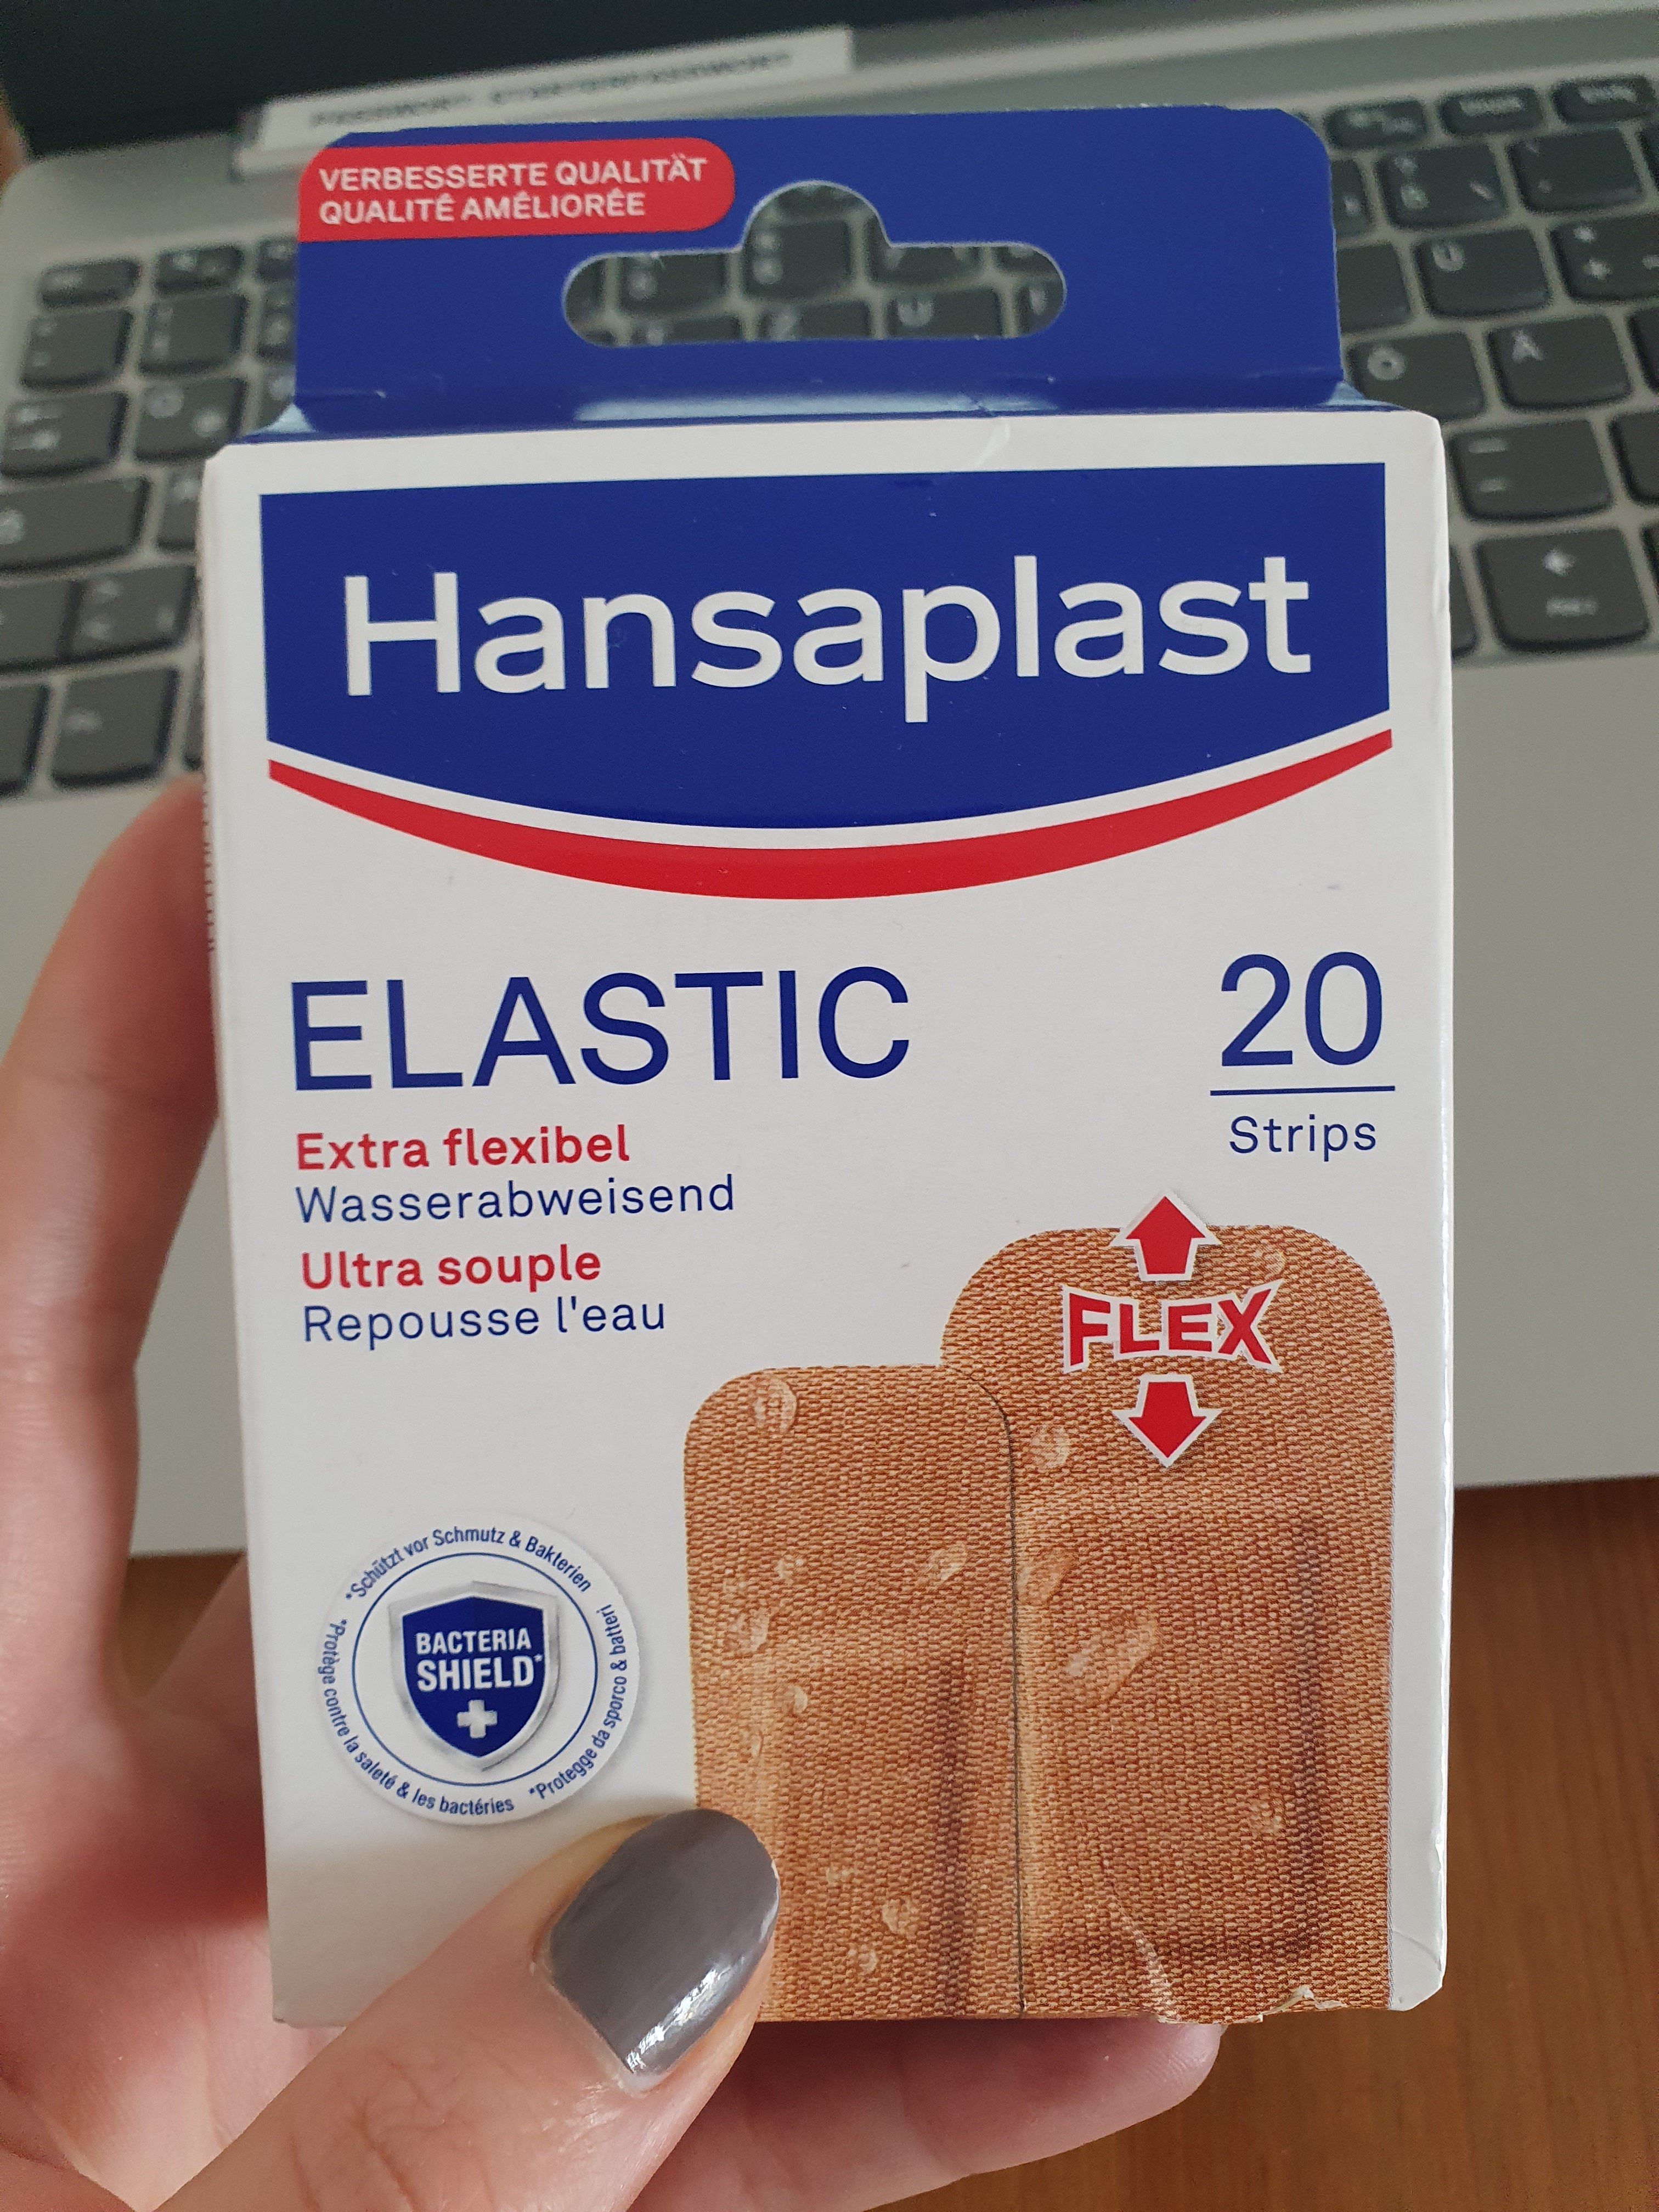 VERBESSERTE QUALITÄT
QUALITÉ AMÉLIORÉE
Hansaplast
ELASTIC
20
Strips
Extra flexibel
Wasserabweisend
Ultra souple
Repousse l'eau
FLEX
*Schützt vor Schmutz & Bakterien
*Protège contre la saleté & les bactéries
*Protegge da sporco & batteri
BACTERIA
SHIELD*